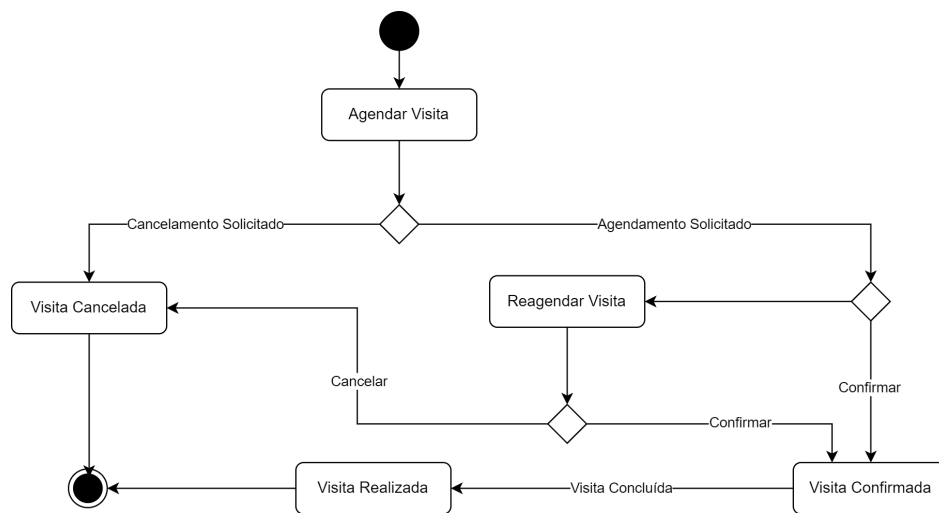 Agendar Visita
Cancelamento Solicitado
Agendamento Solicitado
Visita Cancelada
Reagendar Visita
Cancelar
Confirmar
Confirmar
Visita Realizada
Visita Concluída
Visita Confirmada